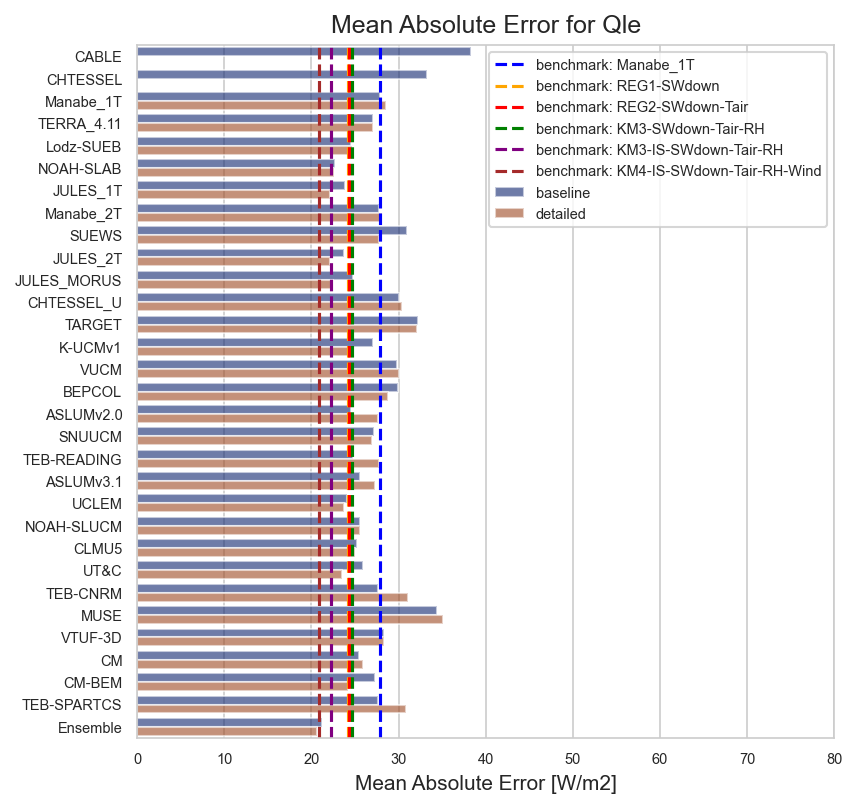 Mean Absolute Error for Qle
CABLE
CHTESSEL
Manabe_1T
TERRA_4.11
Lodz-SUEB
NOAH-SLAB
JULES_1T
Manabe_2T
SUEWS
JULES_2T
JULES_MORUS
CHTESSEL_U
TARGET
K-UCMv1
VUCM
BEPCOL
ASLUMv2.0
SNUUCM
TEB-READING
ASLUMv3.1
UCLEM
NOAH-SLUCM
CLMU5
UT&C
TEB-CNRM
MUSE
VTUF-3D
CM
CM-BEM
TEB-SPARTCS
Ensemble
benchmark: Manabe_1T
benchmark: REG1-SWdown
benchmark: REG2-SWdown-Tair
benchmark: KM3-SWdown-Tair-RH
benchmark: KM3-IS-SWdown-Tair-RH
benchmark: KM4-IS-SWdown-Tair-RH-Wind
baseline
detailed
0 10 20 30 40 50 60 70 80
Mean Absolute Error [W/m2]